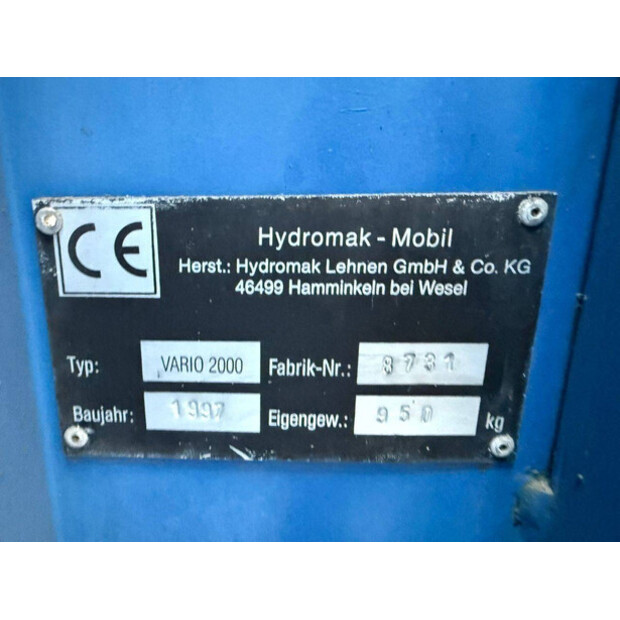 CE
Hydromak - Mobil
Herst.: Hydromak Lehnen GmbH & Co. KG
46499 Hamminkeln bei Wesel
Typ: VARIO 2000 Fabrik-Nr.: 8731
Baujahr: 1997 Eigengew.: 950 kg